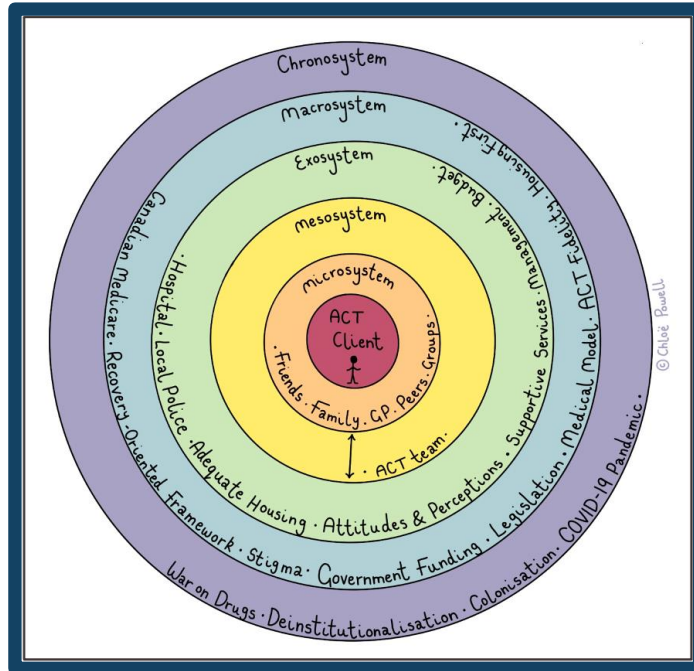 Chronosystem
Macrosystem
Exosystem
Mesosystem
Microsystem
ACT
Client
· Friends · Family · GP · Peers · Groups ·
· ACT team ·
· Hospital · Local Police · Adequate Housing · Attitudes & Perceptions · Supportive Services · Management · Budget ·
Canadian Medicare · Recovery-Oriented Framework · Stigma · Government Funding · Legislation · Medical Model · ACT Fidelity · Housing First ·
War on Drugs · Deinstitutionalisation · Colonisation · COVID-19 Pandemic ·
© Chloë Powell